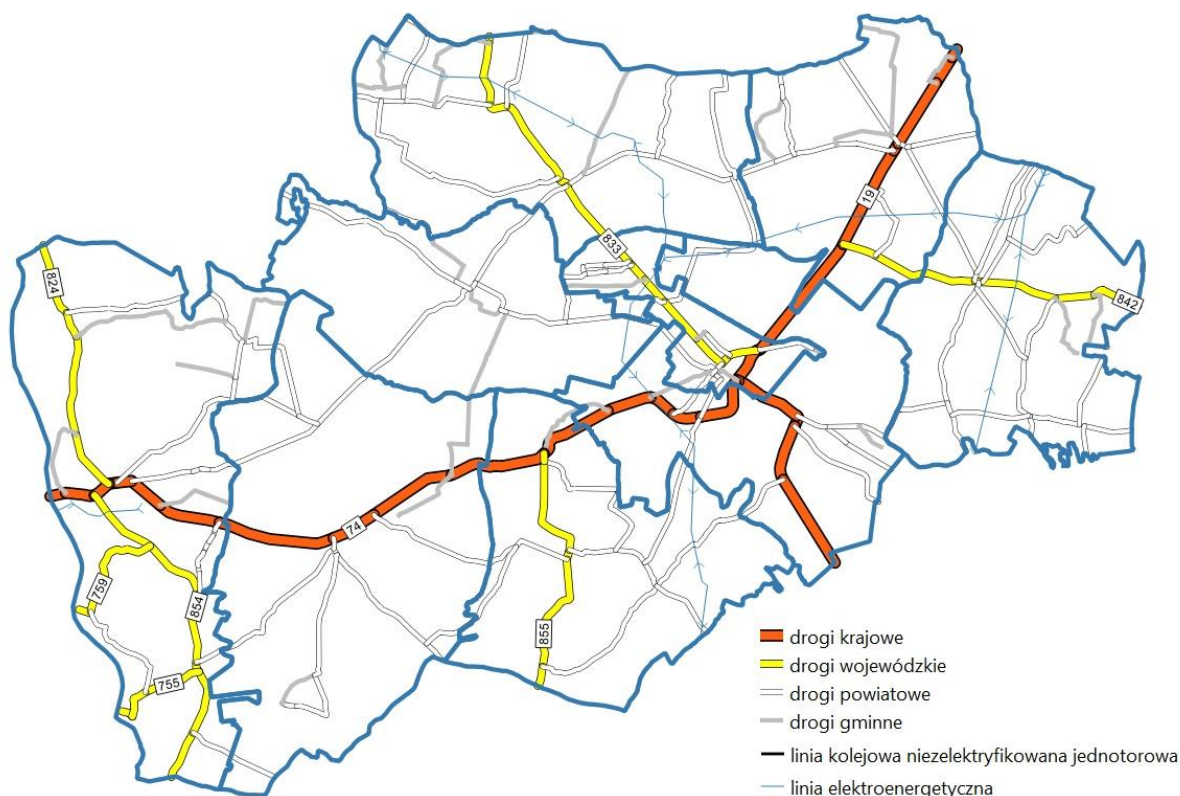 19
833
824
842
74
759
854
855
755
drogi krajowe
drogi wojewódzkie
drogi powiatowe
drogi gminne
linia kolejowa niezelektryfikowana jednotorowa
linia elektroenergetyczna